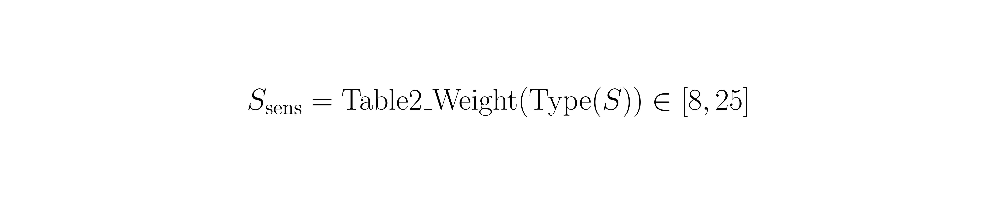 S_sens = Table2_Weight(Type(S)) ∈ [8, 25]